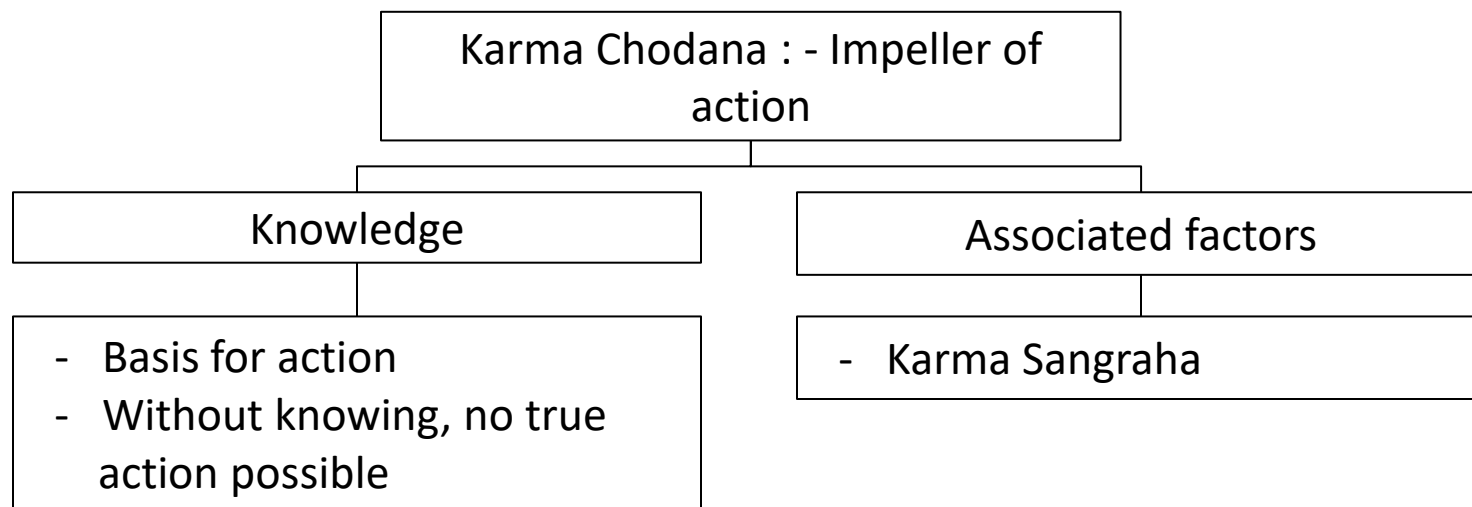 Karma Chodana : - Impeller of
action
Knowledge
Associated factors
- Basis for action
- Without knowing, no true
action possible
- Karma Sangraha